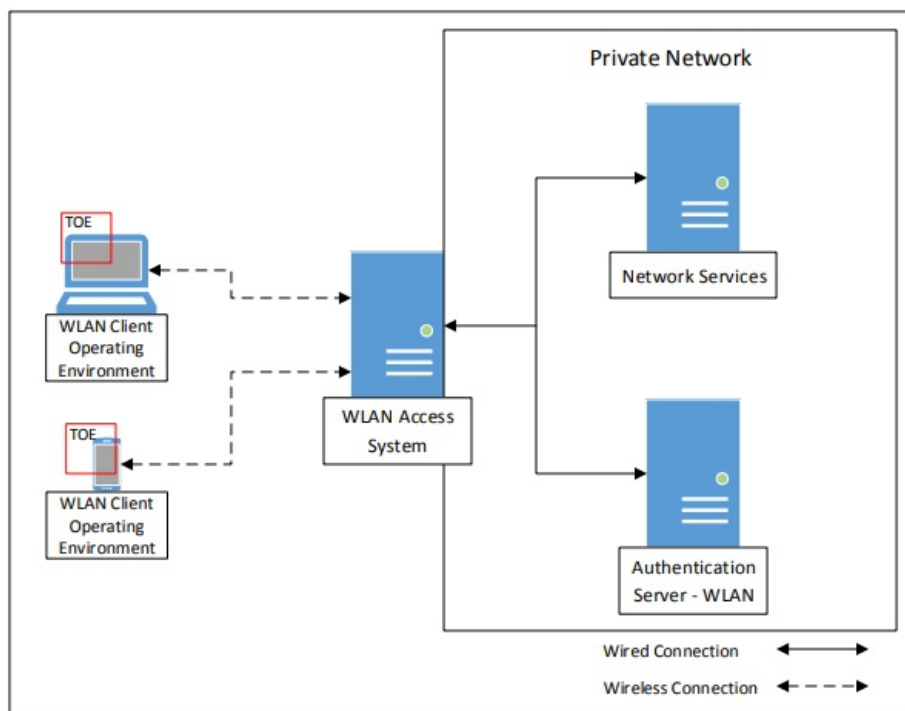 Private Network
TOE
WLAN Client
Operating
Environment
TOE
WLAN Client
Operating
Environment
WLAN Access
System
Network Services
Authentication
Server - WLAN
Wired Connection
Wireless Connection